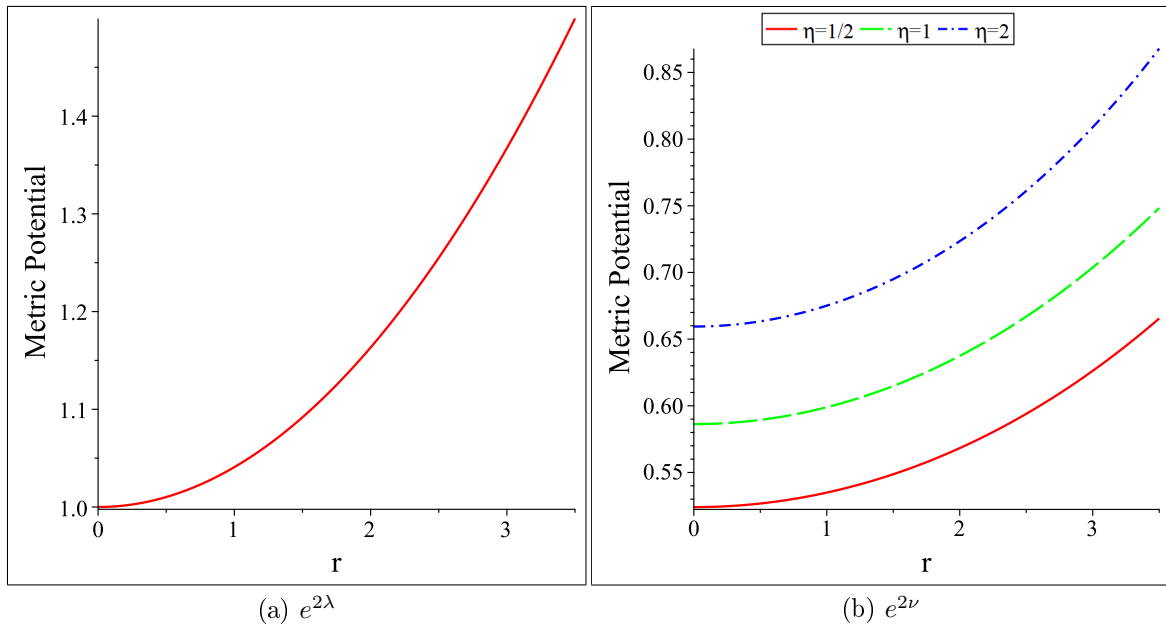 Metric Potential
1.4
1.3
1.2
1.1
1.0
0
1
2
3
r
(a) e^{2λ}
η=1/2 η=1 η=2
Metric Potential
0.85
0.80
0.75
0.70
0.65
0.60
0.55
0
1
2
3
r
(b) e^{2ν}